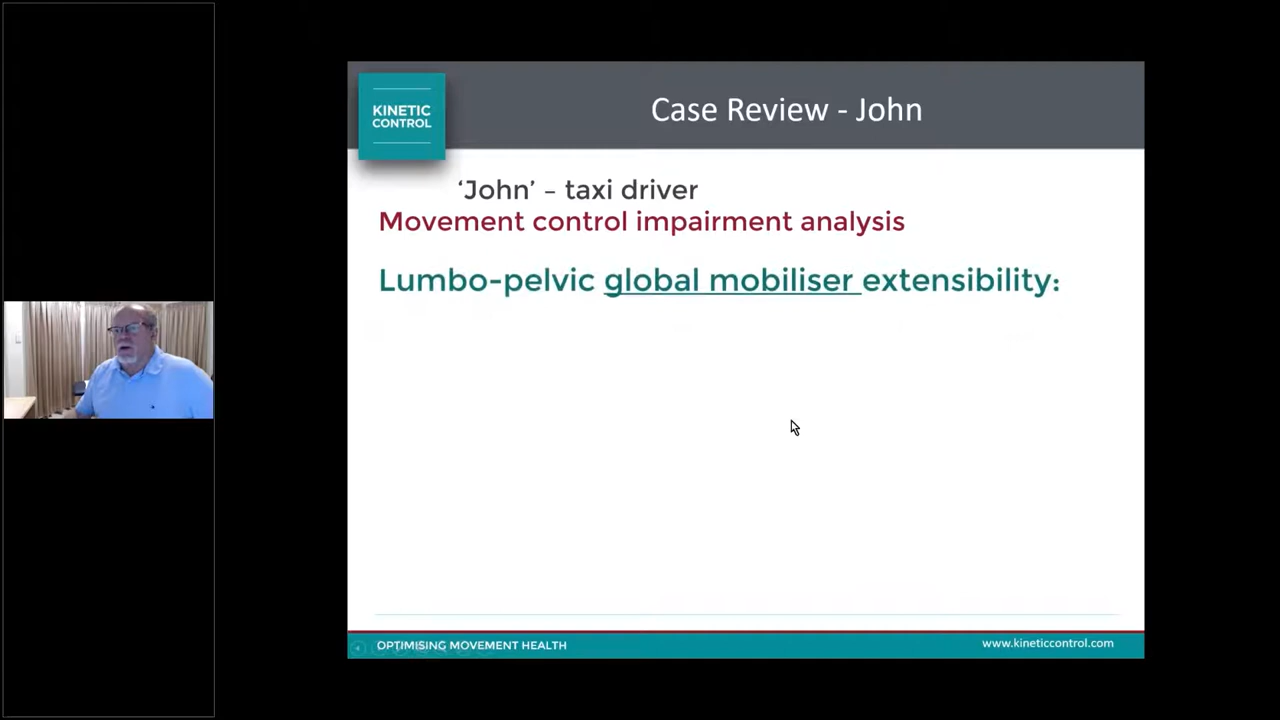 KINETIC
CONTROL
Case Review - John
‘John’ – taxi driver
Movement control impairment analysis
Lumbo-pelvic global mobiliser extensibility:
OPTIMISING MOVEMENT HEALTH
www.kineticcontrol.com